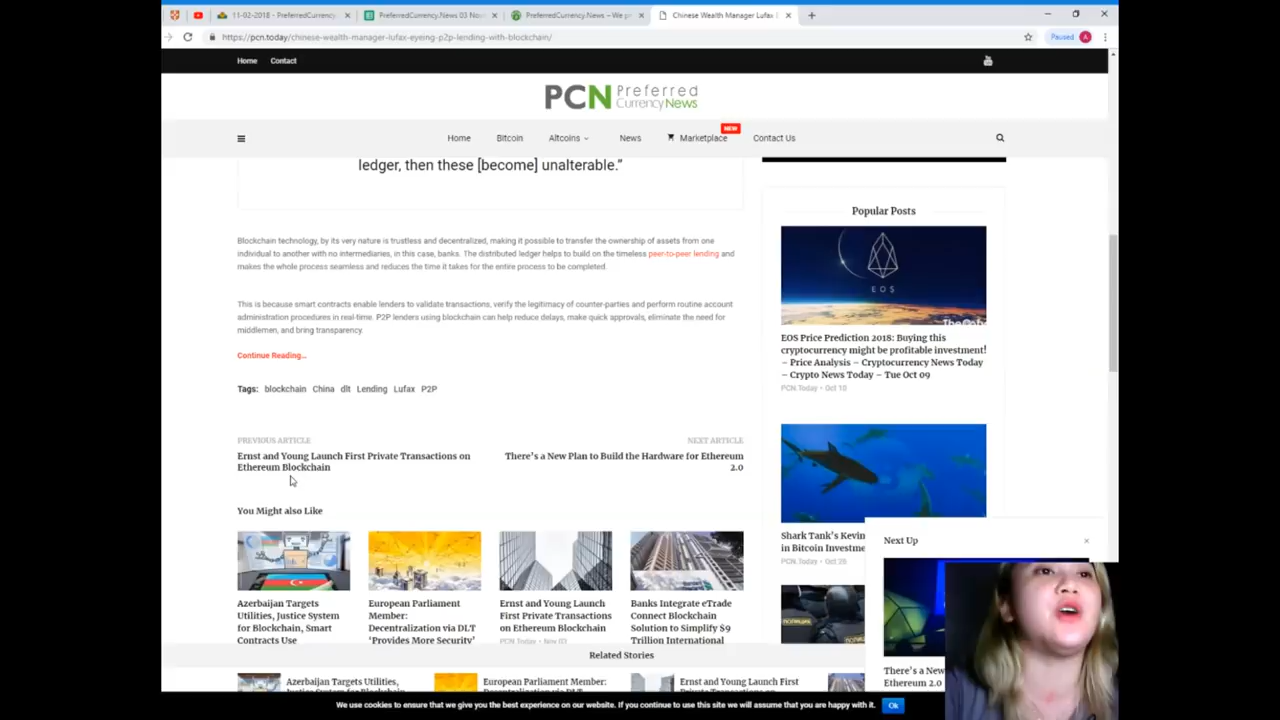 11-02-2018 - PreferredCurrency
PreferredCurrency.News 03 Nov
PreferredCurrency.News – We p
Chinese Wealth Manager Lufax
https://pcn.today/chinese-wealth-manager-lufax-eyeing-p2p-lending-with-blockchain/
Paused
A
Home
Contact
PCN Preferred
CurrencyNews
Home
Bitcoin
Altcoins
News
Marketplace
NEW
Contact Us
ledger, then these [become] unalterable."
Blockchain technology, by its very nature is trustless and decentralized, making it possible to transfer the ownership of assets from one
individual to another with no intermediaries, in this case, banks. The distributed ledger helps to build on the timeless peer-to-peer lending and
makes the whole process seamless and reduces the time it takes for the entire process to be completed.
This is because smart contracts enable lenders to validate transactions, verify the legitimacy of counter-parties and perform routine account
administration procedures in real-time. P2P lenders using blockchain can help reduce delays, make quick approvals, eliminate the need for
middlemen, and bring transparency.
Continue Reading...
Tags: blockchain China dlt Lending Lufax P2P
PREVIOUS ARTICLE
Ernst and Young Launch First Private Transactions on
Ethereum Blockchain
NEXT ARTICLE
There's a New Plan to Build the Hardware for Ethereum
2.0
You Might also Like
Azerbaijan Targets
Utilities, Justice System
for Blockchain, Smart
Contracts Use
European Parliament
Member:
Decentralization via DLT
'Provides More Security'
Ernst and Young Launch
First Private Transactions
on Ethereum Blockchain
PCN.Today • Nov 03
Banks Integrate eTrade
Connect Blockchain
Solution to Simplify $9
Trillion International
Popular Posts
EOS
EOS Price Prediction 2018: Buying this
cryptocurrency might be profitable investment!
– Price Analysis – Cryptocurrency News Today
– Crypto News Today – Tue Oct 09
PCN.Today • Oct 10
Shark Tank's Kevin
in Bitcoin Investme
PCN.Today • Oct 26
Next Up
There's a New
Ethereum 2.0
Related Stories
Azerbaijan Targets Utilities,
Justice System for Blockchain,
European Parliament Member:
Decentralization via DLT
Ernst and Young Launch First
We use cookies to ensure that we give you the best experience on our website. If you continue to use this site we will assume that you are happy with it.
Ok